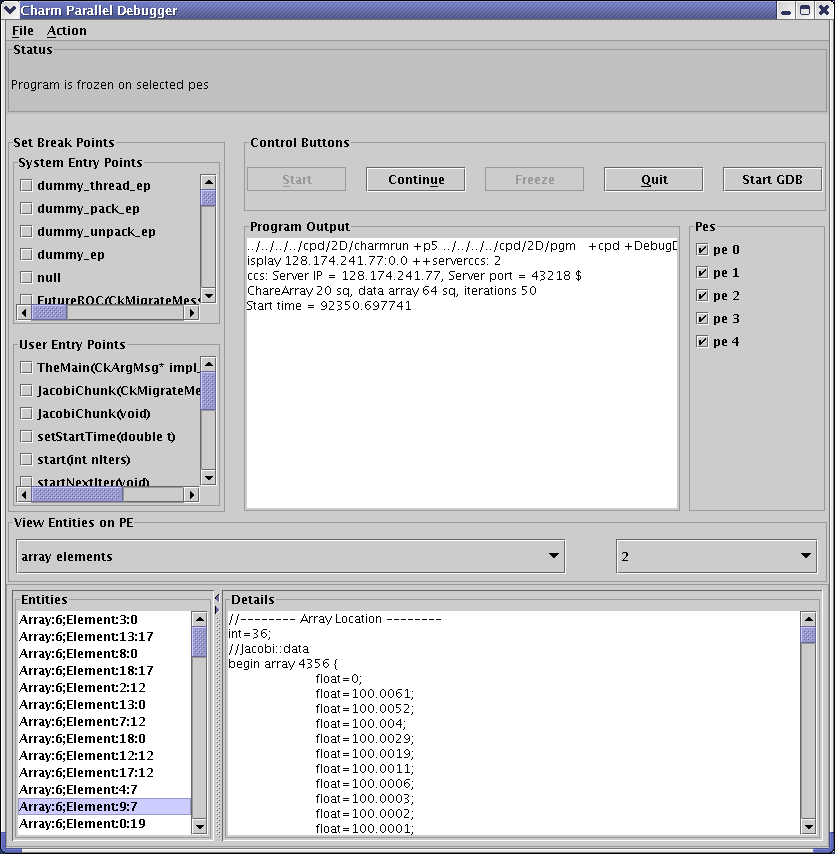 Charm Parallel Debugger
File Action
Status
Program is frozen on selected pes
Set Break Points
System Entry Points
dummy_thread_ep
dummy_pack_ep
dummy_unpack_ep
dummy_ep
null
FutureBOC(CkMigrateMess
User Entry Points
TheMain(CkArgMsg* impl_
JacobiChunk(CkMigrateMe
JacobiChunk(void)
setStartTime(double t)
start(int nIters)
startNextIter(void)
Control Buttons
Start Continue Freeze Quit Start GDB
Program Output
../../../../cpd/2D/charmrun +p5 ../../../../cpd/2D/pgm +cpd +DebugD
isplay 128.174.241.77:0.0 ++serverccs: 2
ccs: Server IP = 128.174.241.77, Server port = 43218 $
ChareArray 20 sq, data array 64 sq, iterations 50
Start time = 92350.697741
Pes
pe 0
pe 1
pe 2
pe 3
pe 4
View Entities on PE
array elements 2
Entities
Array:6;Element:3:0
Array:6;Element:13:17
Array:6;Element:8:0
Array:6;Element:18:17
Array:6;Element:2:12
Array:6;Element:13:0
Array:6;Element:7:12
Array:6;Element:18:0
Array:6;Element:12:12
Array:6;Element:17:12
Array:6;Element:4:7
Array:6;Element:9:7
Array:6;Element:0:19
Details
//-------- Array Location --------
int=36;
//Jacobi::data
begin array 4356 {
float=0;
float=100.0061;
float=100.0052;
float=100.004;
float=100.0029;
float=100.0019;
float=100.0011;
float=100.0006;
float=100.0003;
float=100.0002;
float=100.0001;